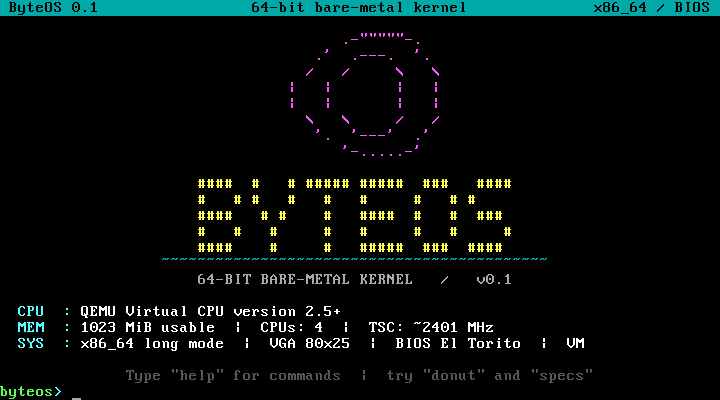 ByteOS 0.1 64-bit bare-metal kernel x86_64 / BIOS
BYTEOS
64-BIT BARE-METAL KERNEL / v0.1
CPU : QEMU Virtual CPU version 2.5+
MEM : 1023 MiB usable ¦ CPUs: 4 ¦ TSC: ~2401 MHz
SYS : x86_64 long mode ¦ VGA 80x25 ¦ BIOS El Torito ¦ VM
Type "help" for commands ¦ try "donut" and "specs"
byteos> _